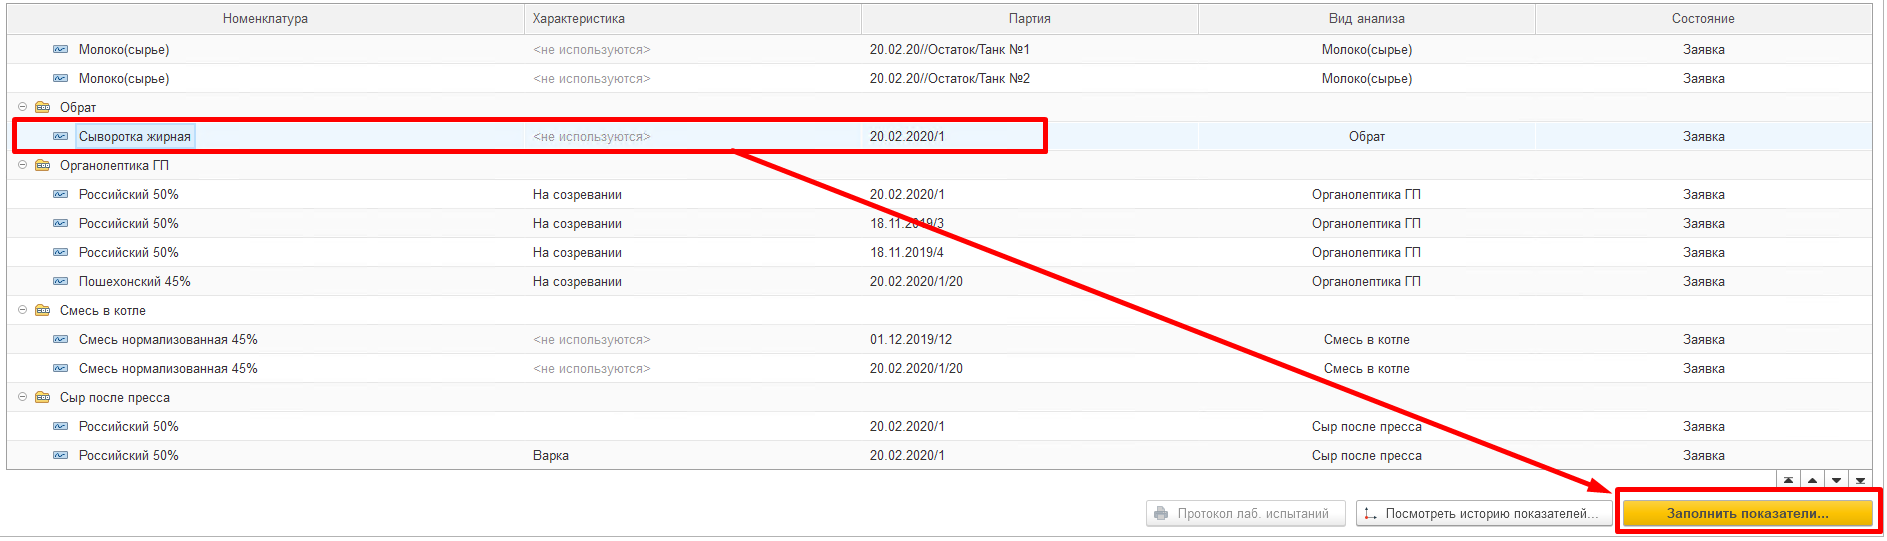 Номенклатура Характеристика Партия Вид анализа Состояние
Молоко(сырье) <не используются> 20.02.20//Остаток/Танк №1 Молоко(сырье) Заявка
Молоко(сырье) <не используются> 20.02.20//Остаток/Танк №2 Молоко(сырье) Заявка
Обрат
Сыворотка жирная <не используются> 20.02.2020/1 Обрат Заявка
Органолептика ГП
Российский 50% На созревании 20.02.2020/1 Органолептика ГП Заявка
Российский 50% На созревании 18.11.2019/3 Органолептика ГП Заявка
Российский 50% На созревании 18.11.2019/4 Органолептика ГП Заявка
Пошехонский 45% На созревании 20.02.2020/1/20 Органолептика ГП Заявка
Смесь в котле
Смесь нормализованная 45% <не используются> 01.12.2019/12 Смесь в котле Заявка
Смесь нормализованная 45% <не используются> 20.02.2020/1/20 Смесь в котле Заявка
Сыр после пресса
Российский 50% 20.02.2020/1 Сыр после пресса Заявка
Российский 50% Варка 20.02.2020/1 Сыр после пресса Заявка
Протокол лаб. испытаний Посмотреть историю показателей... Заполнить показатели...